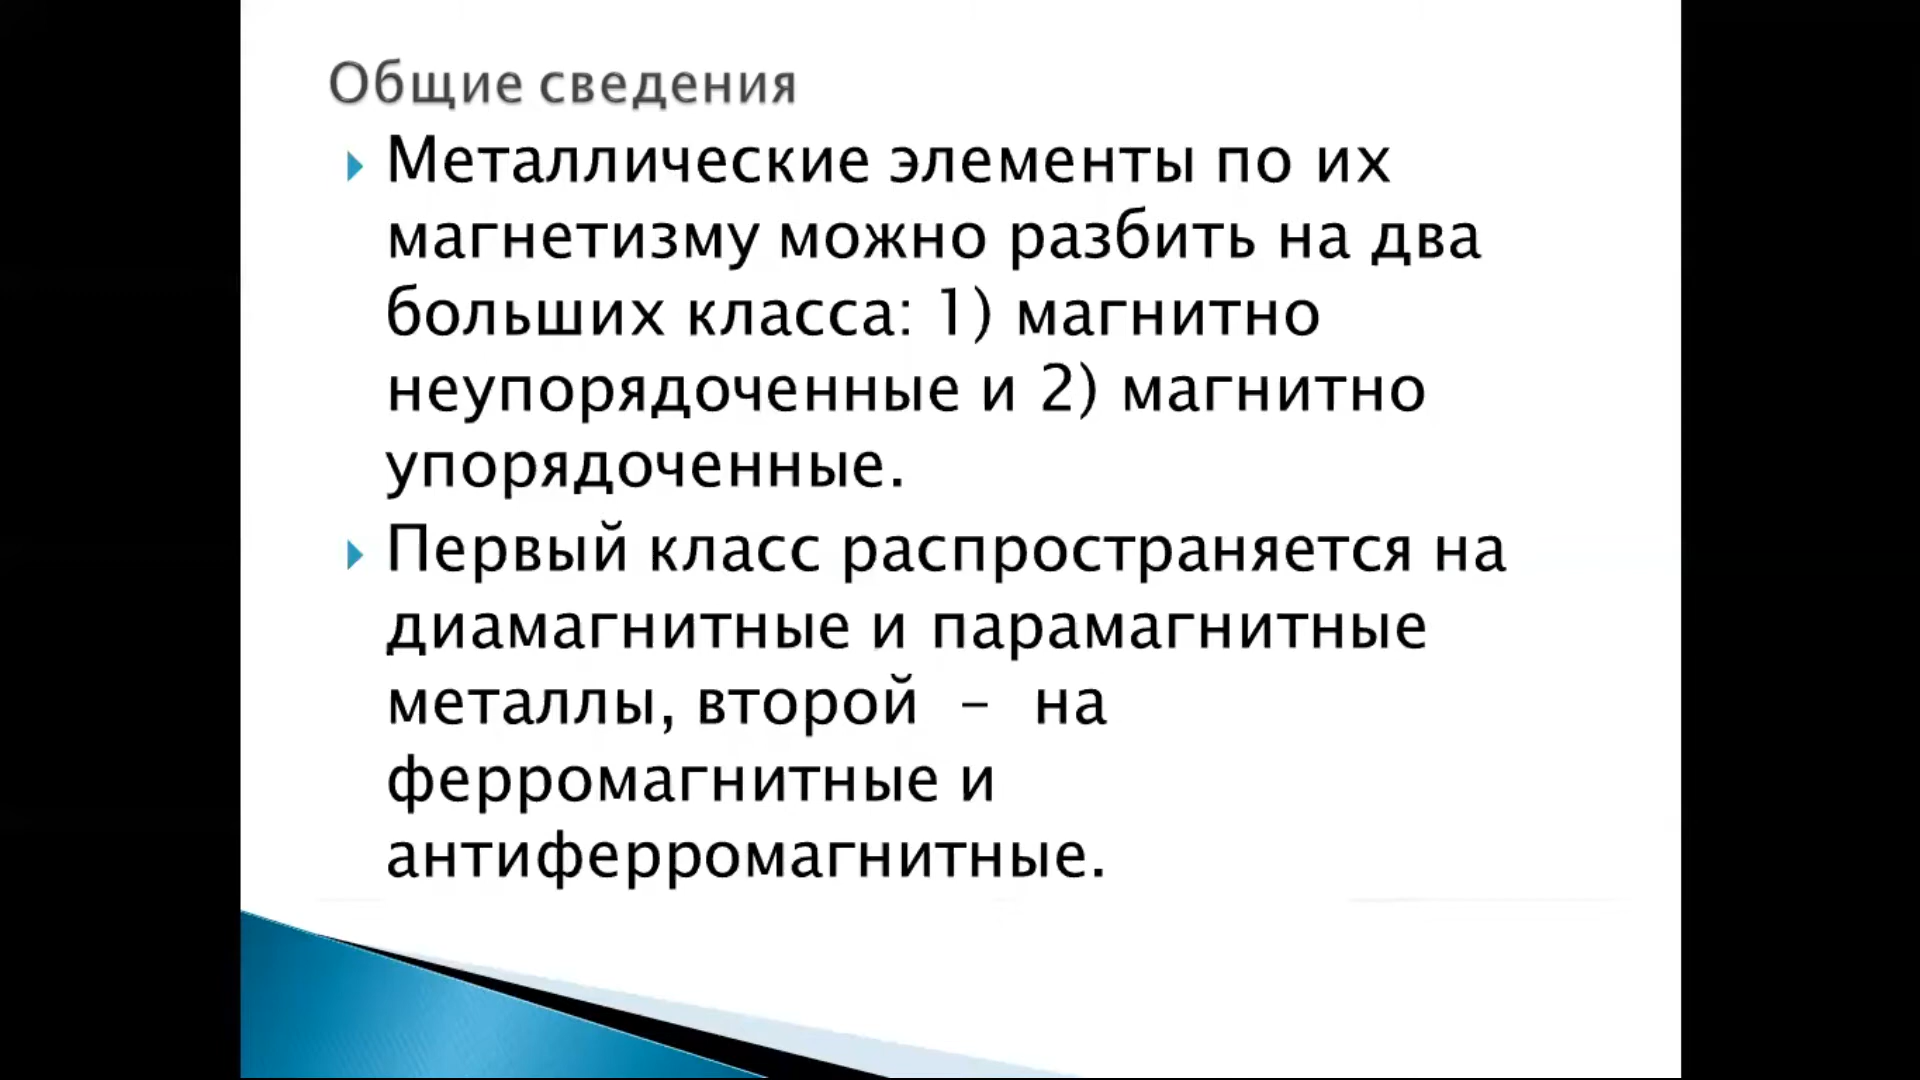 Общие сведения
Металлические элементы по их
магнетизму можно разбить на два
больших класса: 1) магнитно
неупорядоченные и 2) магнитно
упорядоченные.
Первый класс распространяется на
диамагнитные и парамагнитные
металлы, второй – на
ферромагнитные и
антиферромагнитные.